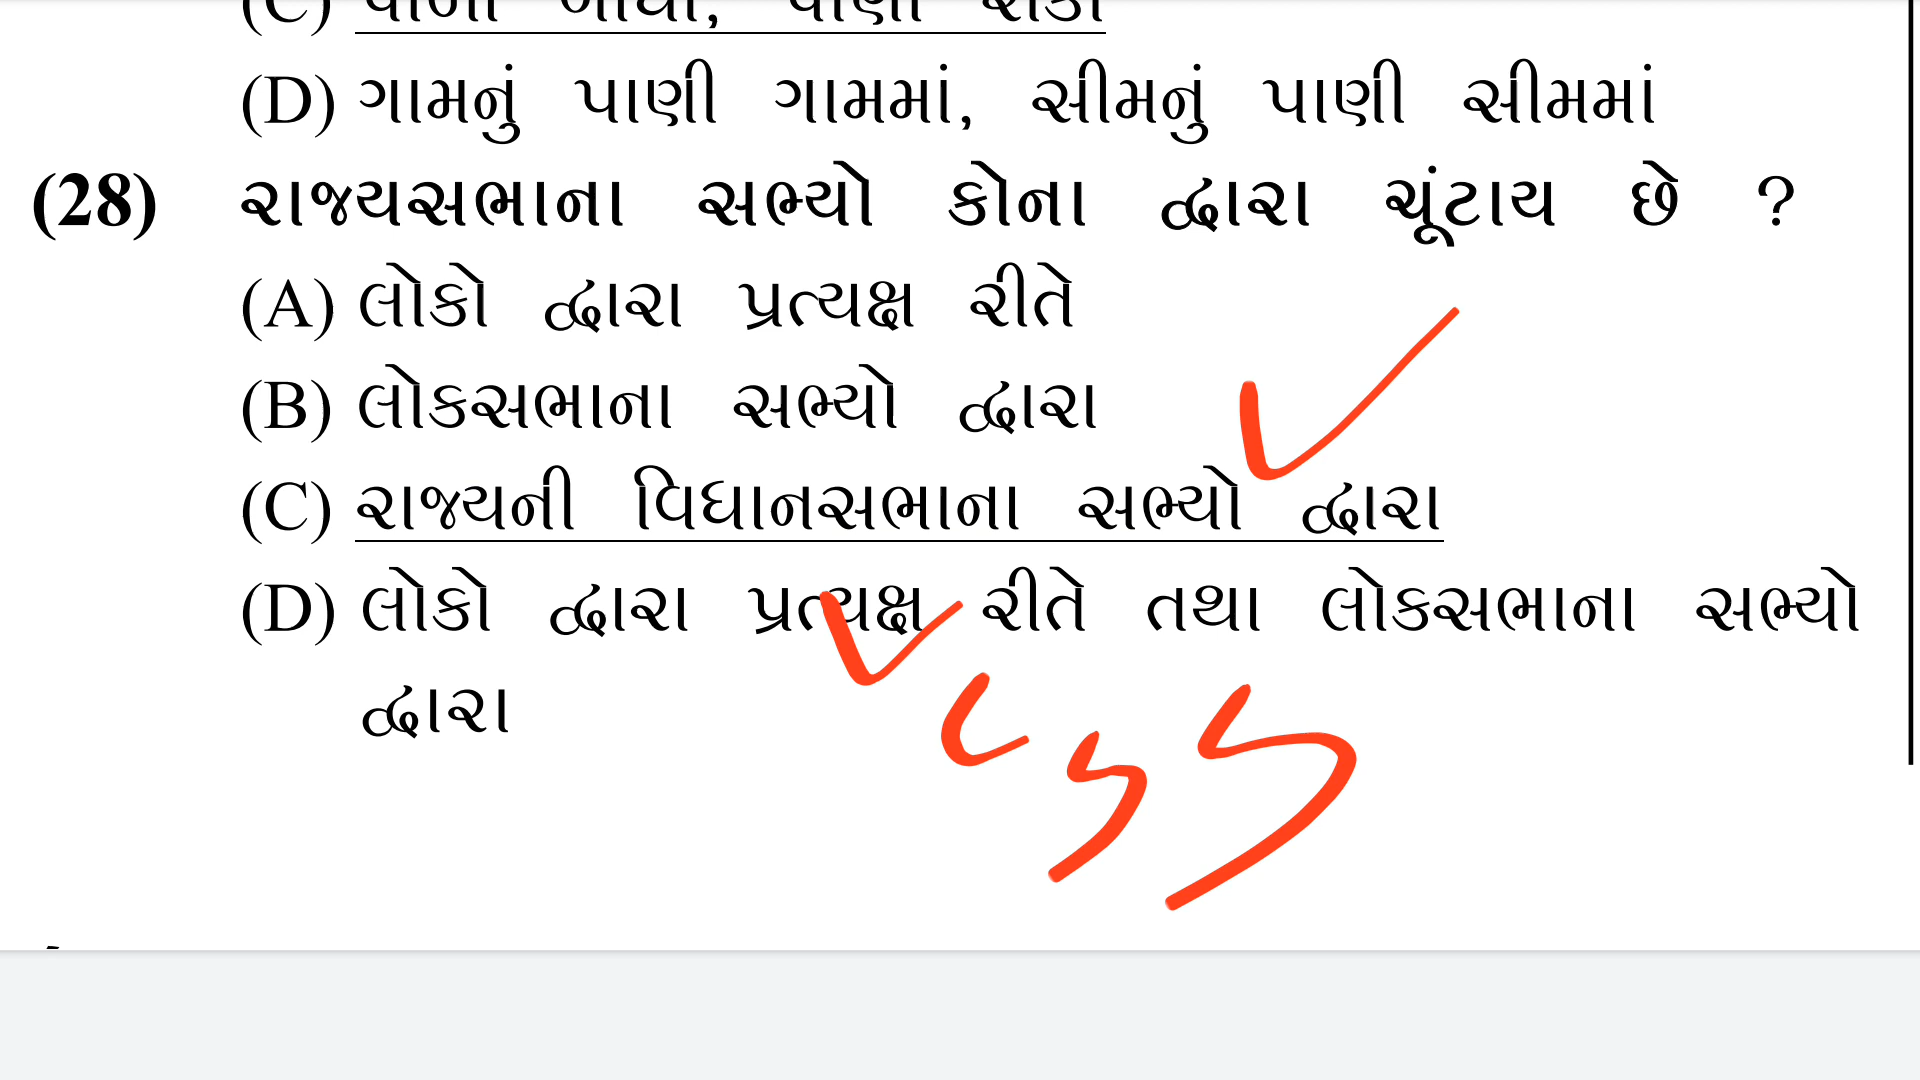 (D) ગામનું પાણી ગામમાં, સીમનું પાણી સીમમાં
(28) રાજ્યસભાના સભ્યો કોના દ્વારા ચૂંટાય છે ?
(A) લોકો દ્વારા પ્રત્યક્ષ રીતે
(B) લોકસભાના સભ્યો દ્વારા
(C) રાજ્યની વિધાનસભાના સભ્યો દ્વારા
(D) લોકો દ્વારા પ્રત્યક્ષ રીતે તથા લોકસભાના સભ્યો
દ્વારા